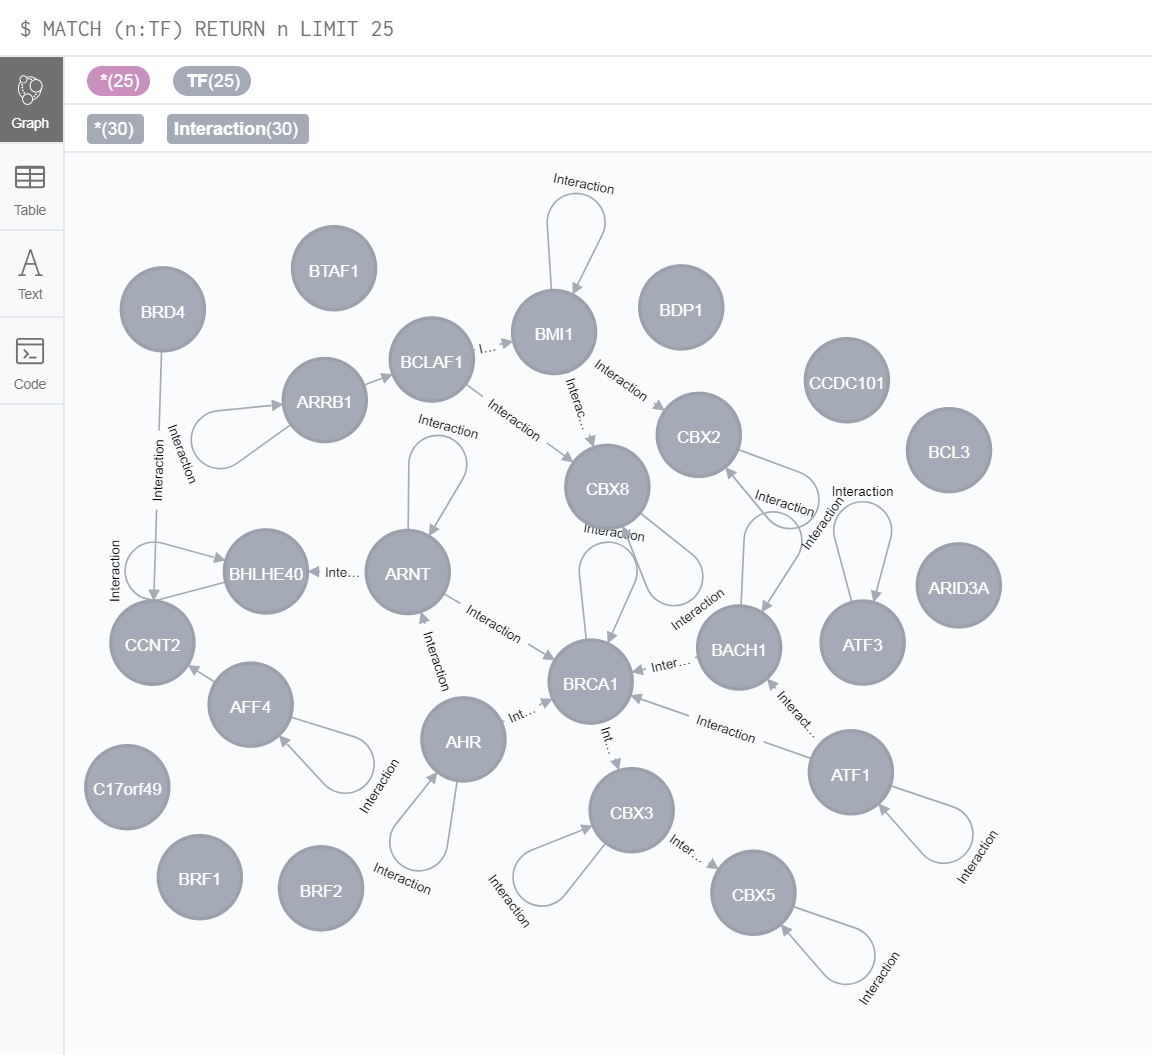 $ MATCH (n:TF) RETURN n LIMIT 25
*(25) TF(25)
Graph
*(30) Interaction(30)
Table
Text
Code
Interaction
BTAF1
BRD4
BDP1
BMI1
I...
BCLAF1
Interaction
CCDC101
ARRB1
Interac...
Interaction
Interaction
CBX2
BCL3
Interaction
Interaction
CBX8
Interaction
Interaction
Interaction
Interaction
Interaction
Interaction
BHLHE40
Inte...
ARNT
ARID3A
Interaction
Interaction
CCNT2
Interaction
BACH1
ATF3
Inter...
BRCA1
AFF4
Int...
Interact...
Interaction
AHR
Int...
ATF1
C17orf49
Interaction
CBX3
Inter...
Interaction
BRF1
BRF2
Interaction
Interaction
CBX5
Interaction